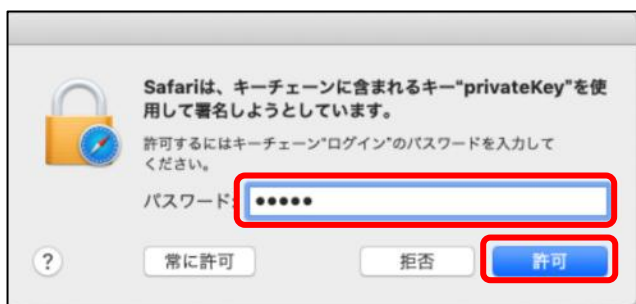 Safariは、キーチェーンに含まれるキー"privateKey"を使
用して署名しようとしています。
許可するにはキーチェーン"ログイン"のパスワードを入力して
ください。
パスワード: •••••
? 常に許可 拒否 許可